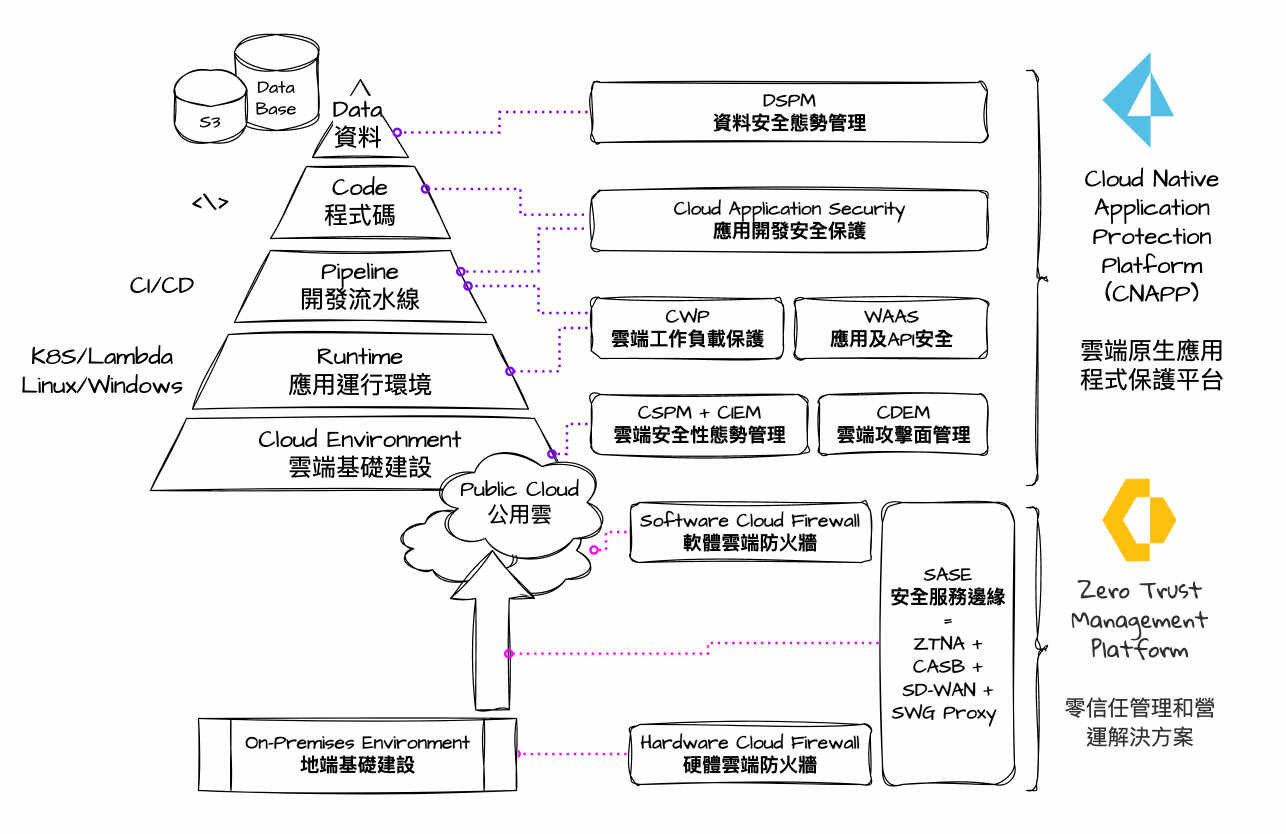 Data
Base
S3
Data
資料
DSPM
資料安全態勢管理
<\>
Code
程式碼
Cloud Application Security
應用開發安全保護
CI/CD
Pipeline
開發流水線
CWP
雲端工作負載保護
WAAS
應用及API安全
K8S/Lambda
Linux/Windows
Runtime
應用運行環境
CSPM + CIEM
雲端安全性態勢管理
CDEM
雲端攻擊面管理
Cloud Environment
雲端基礎建設
Cloud Native
Application
Protection
Platform
(CNAPP)
雲端原生應用
程式保護平台
Public Cloud
公用雲
Software Cloud Firewall
軟體雲端防火牆
SASE
安全服務邊緣
=
ZTNA +
CASB +
SD-WAN +
SWG Proxy
On-Premises Environment
地端基礎建設
Hardware Cloud Firewall
硬體雲端防火牆
Zero Trust
Management
Platform
零信任管理和營
運解決方案